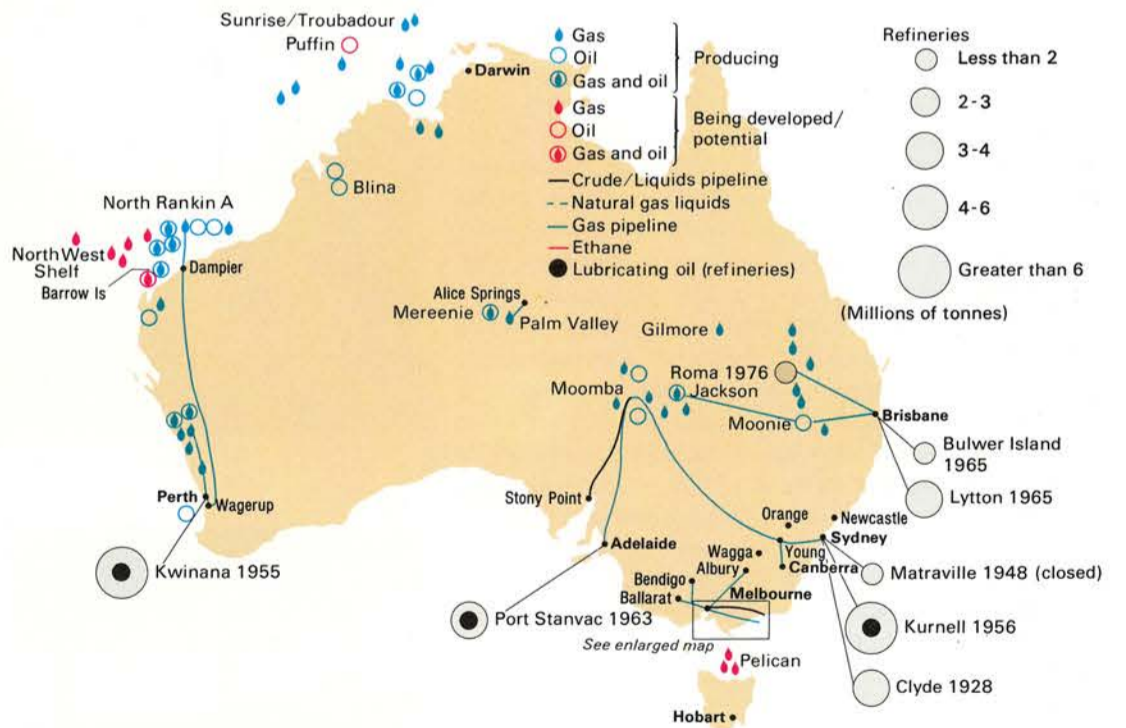 Sunrise/Troubadour
Puffin
Darwin
Blina
North Rankin A
North West
Shelf
Barrow Is
Dampier
Gas
Oil
Gas and oil
Producing
Gas
Oil
Gas and oil
Being developed/
potential
Crude/Liquids pipeline
Natural gas liquids
Gas pipeline
Ethane
Lubricating oil (refineries)
Refineries
Less than 2
2-3
3-4
4-6
Greater than 6
(Millions of tonnes)
Alice Springs
Mereenie
Palm Valley
Gilmore
Roma 1976
Moomba
Jackson
Moonie
Brisbane
Bulwer Island
1965
Lytton 1965
Stony Point
Perth
Wagerup
Kwinana 1955
Adelaide
Port Stanvac 1963
Orange
Newcastle
Sydney
Wagga
Young
Albury
Canberra
Bendigo
Ballarat
Melbourne
Matraville 1948 (closed)
Kurnell 1956
Clyde 1928
See enlarged map
Pelican
Hobart